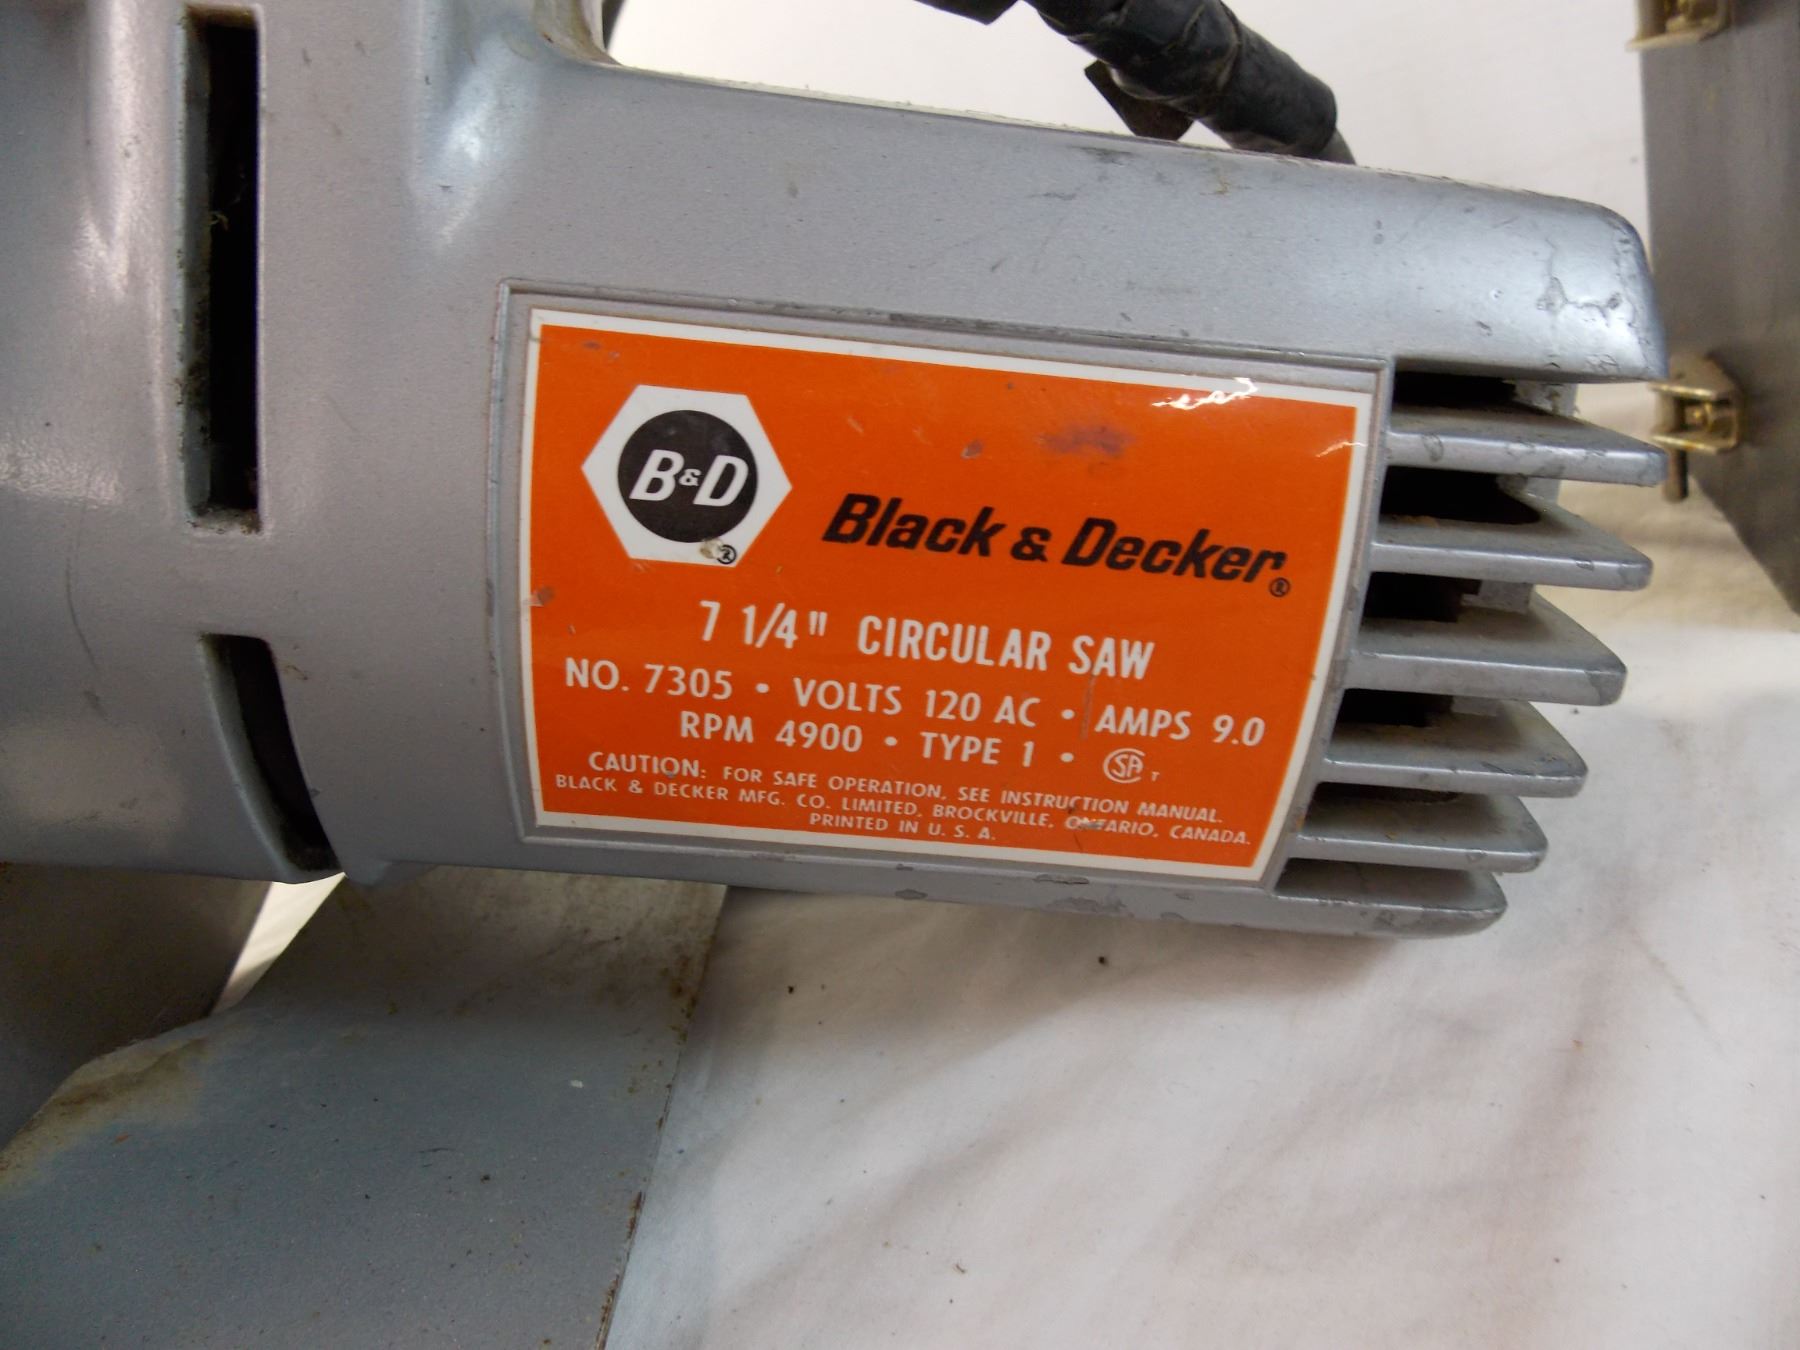 B&D ®
Black & Decker®
7 1/4" CIRCULAR SAW
NO. 7305 • VOLTS 120 AC • AMPS 9.0
RPM 4900 • TYPE 1 • SA T
CAUTION: FOR SAFE OPERATION, SEE INSTRUCTION MANUAL.
BLACK & DECKER MFG. CO. LIMITED, BROCKVILLE, ONTARIO, CANADA.
PRINTED IN U. S. A.